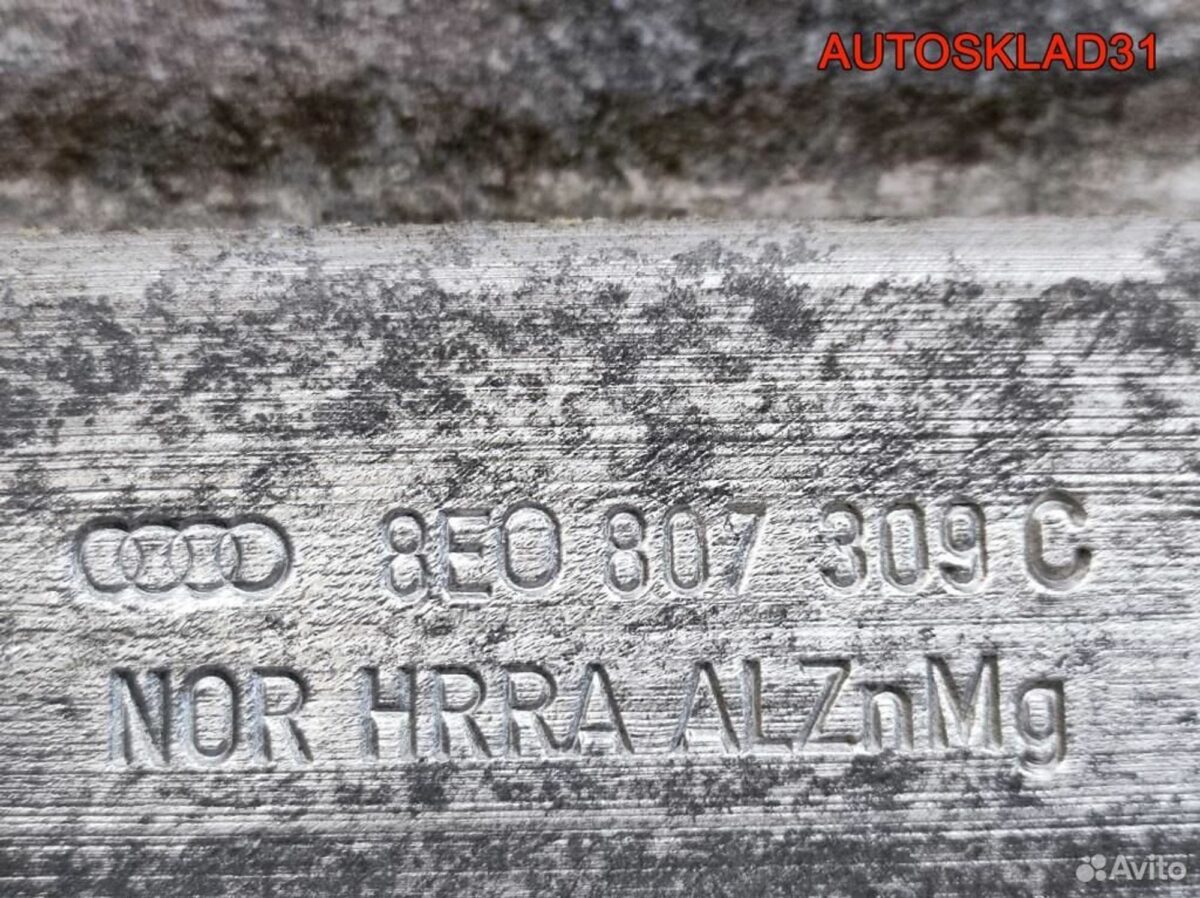 AUTOSKLAD31
8E0 807 309 C
NOR HRRA ALZnMg
Avito